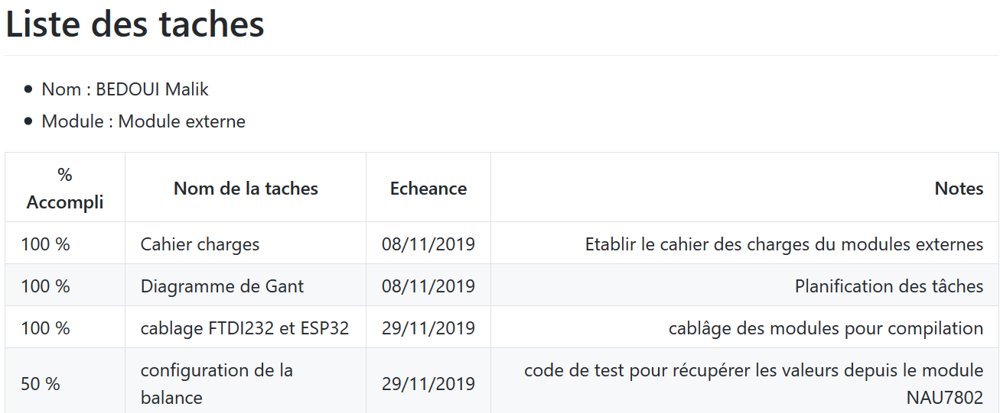 Liste des taches
Nom : BEDOUI Malik
Module : Module externe
%
Accompli
Nom de la taches
Echeance
Notes
100 %
Cahier charges
08/11/2019
Etablir le cahier des charges du modules externes
100 %
Diagramme de Gant
08/11/2019
Planification des tâches
100 %
cablage FTDI232 et ESP32
29/11/2019
cablâge des modules pour compilation
50 %
configuration de la
balance
29/11/2019
code de test pour récupérer les valeurs depuis le module
NAU7802